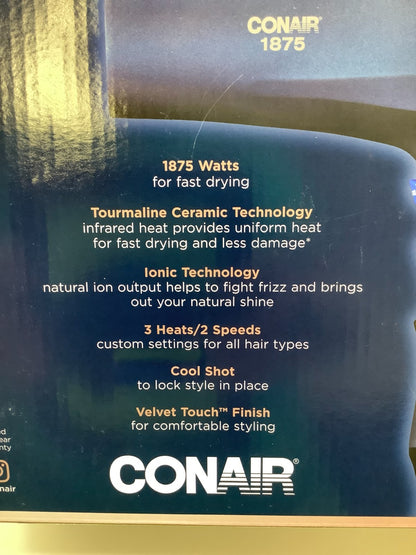 CONAIR®
1875
1875 Watts
for fast drying
Tourmaline Ceramic Technology
infrared heat provides uniform heat
for fast drying and less damage*
Ionic Technology
natural ion output helps to fight frizz and brings
out your natural shine
3 Heats/2 Speeds
custom settings for all hair types
Cool Shot
to lock style in place
Velvet Touch™ Finish
for comfortable styling
CONAIR®